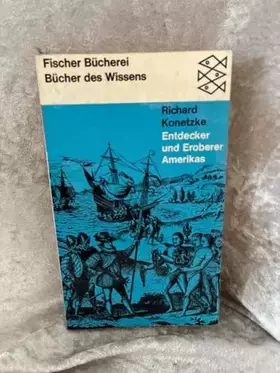 Fischer Bücherei
Bücher des Wissens
Richard
Konetzke
Entdecker
und Eroberer
Amerikas